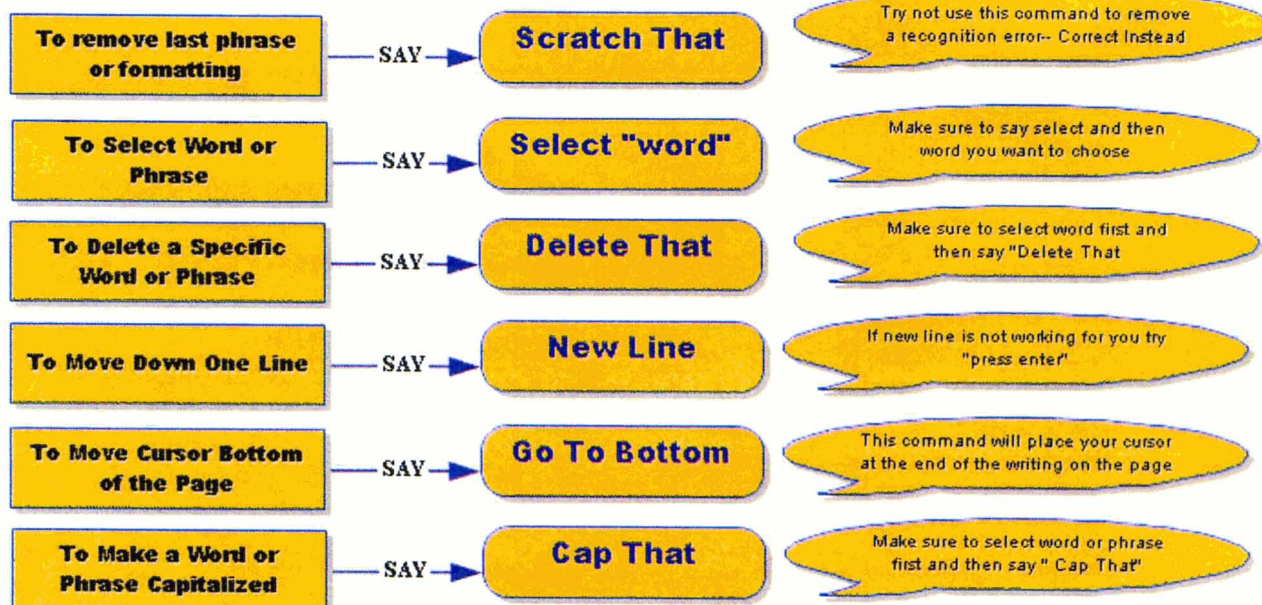 To remove last phrase
or formatting
SAY
Scratch That
Try not use this command to remove
a recognition error-- Correct Instead
To Select Word or
Phrase
SAY
Select "word"
Make sure to say select and then
word you want to choose
To Delete a Specific
Word or Phrase
SAY
Delete That
Make sure to select word first and
then say "Delete That
To Move Down One Line
SAY
New Line
If new line is not working for you try
"press enter"
To Move Cursor Bottom
of the Page
SAY
Go To Bottom
This command will place your cursor
at the end of the writing on the page
To Make a Word or
Phrase Capitalized
SAY
Cap That
Make sure to select word or phrase
first and then say " Cap That"